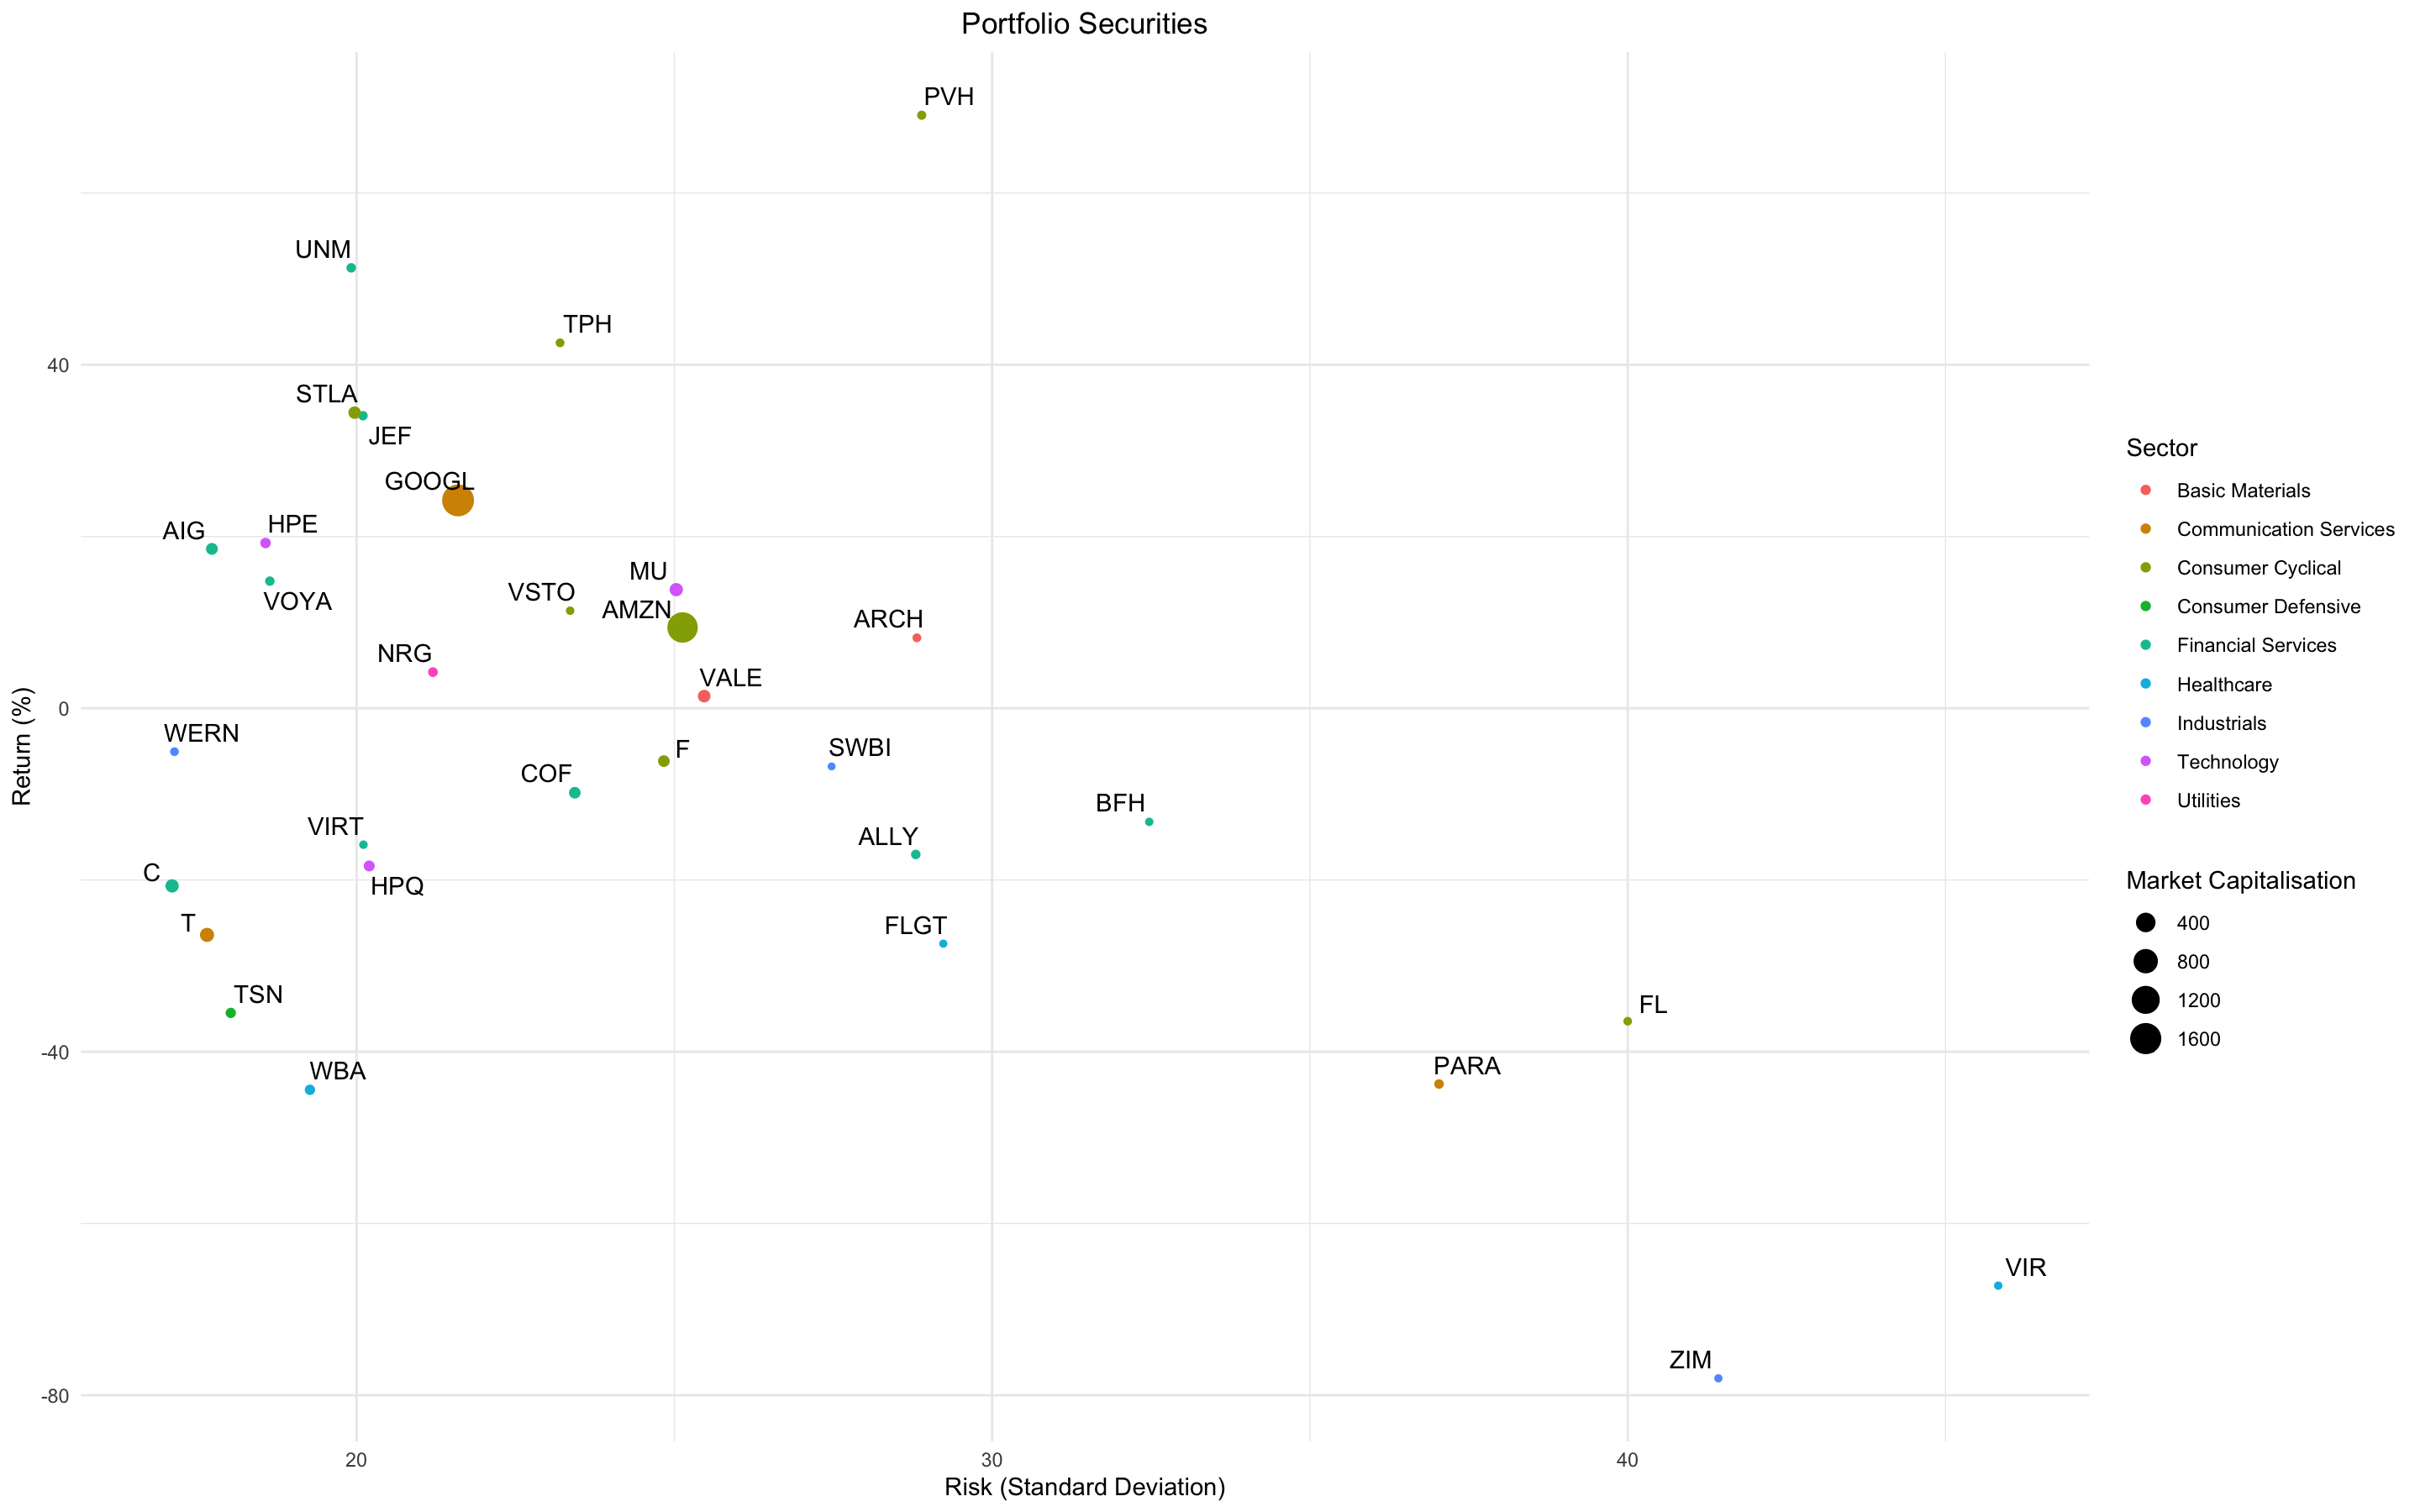 Portfolio Securities
PVH
UNM
TPH
STLA
JEF
GOOGL
HPE
AIG
VOYA
MU
VSTO
AMZN
ARCH
NRG
VALE
WERN
F
SWBI
COF
BFH
VIRT
ALLY
C
HPQ
T
FLGT
TSN
FL
WBA
PARA
VIR
ZIM
40
0
-40
-80
Return (%)
20
30
40
Risk (Standard Deviation)
Sector
Basic Materials
Communication Services
Consumer Cyclical
Consumer Defensive
Financial Services
Healthcare
Industrials
Technology
Utilities
Market Capitalisation
400
800
1200
1600